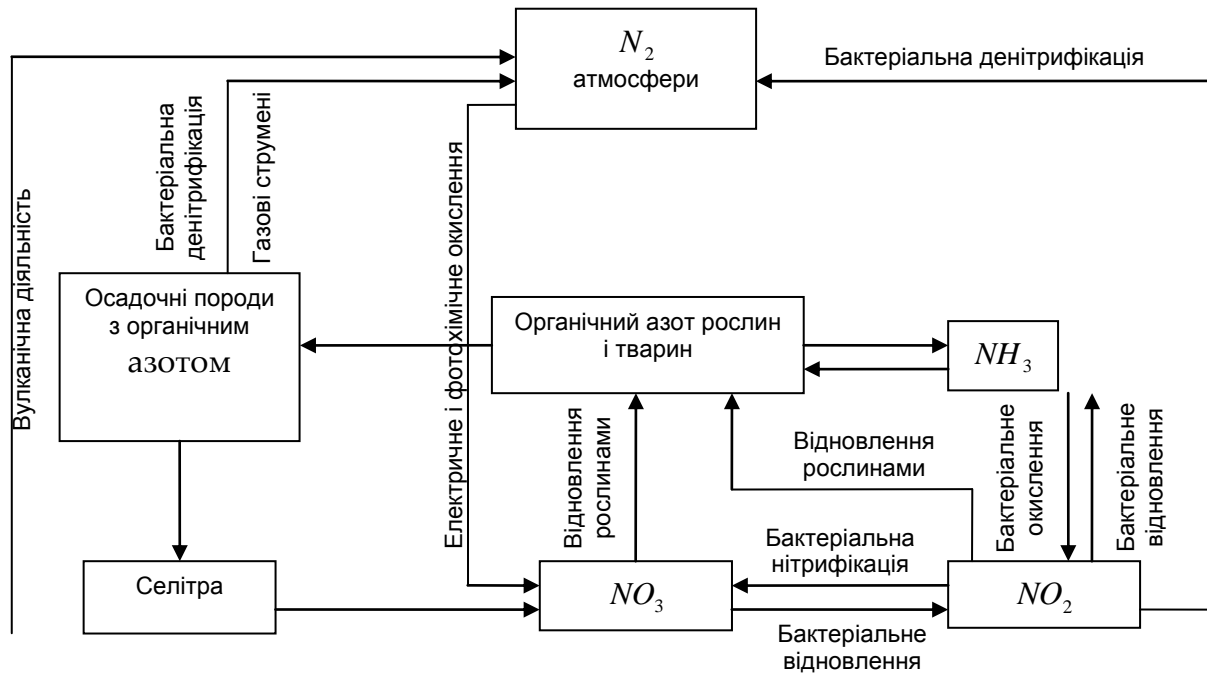 N₂
атмосфери
Бактеріальна денітрифікація
Бактеріальна
денітрифікація
Газові струмені
Електричне і фотохімічне окислення
Вулканічна діяльність
Осадочні породи
з органічним
азотом
Органічний азот рослин
і тварин
NH₃
Відновлення
рослинами
Відновлення
рослинами
Бактеріальне
окислення
Бактеріальне
відновлення
Бактеріальна
нітрифікація
Селітра
NO₃
NO₂
Бактеріальне
відновлення